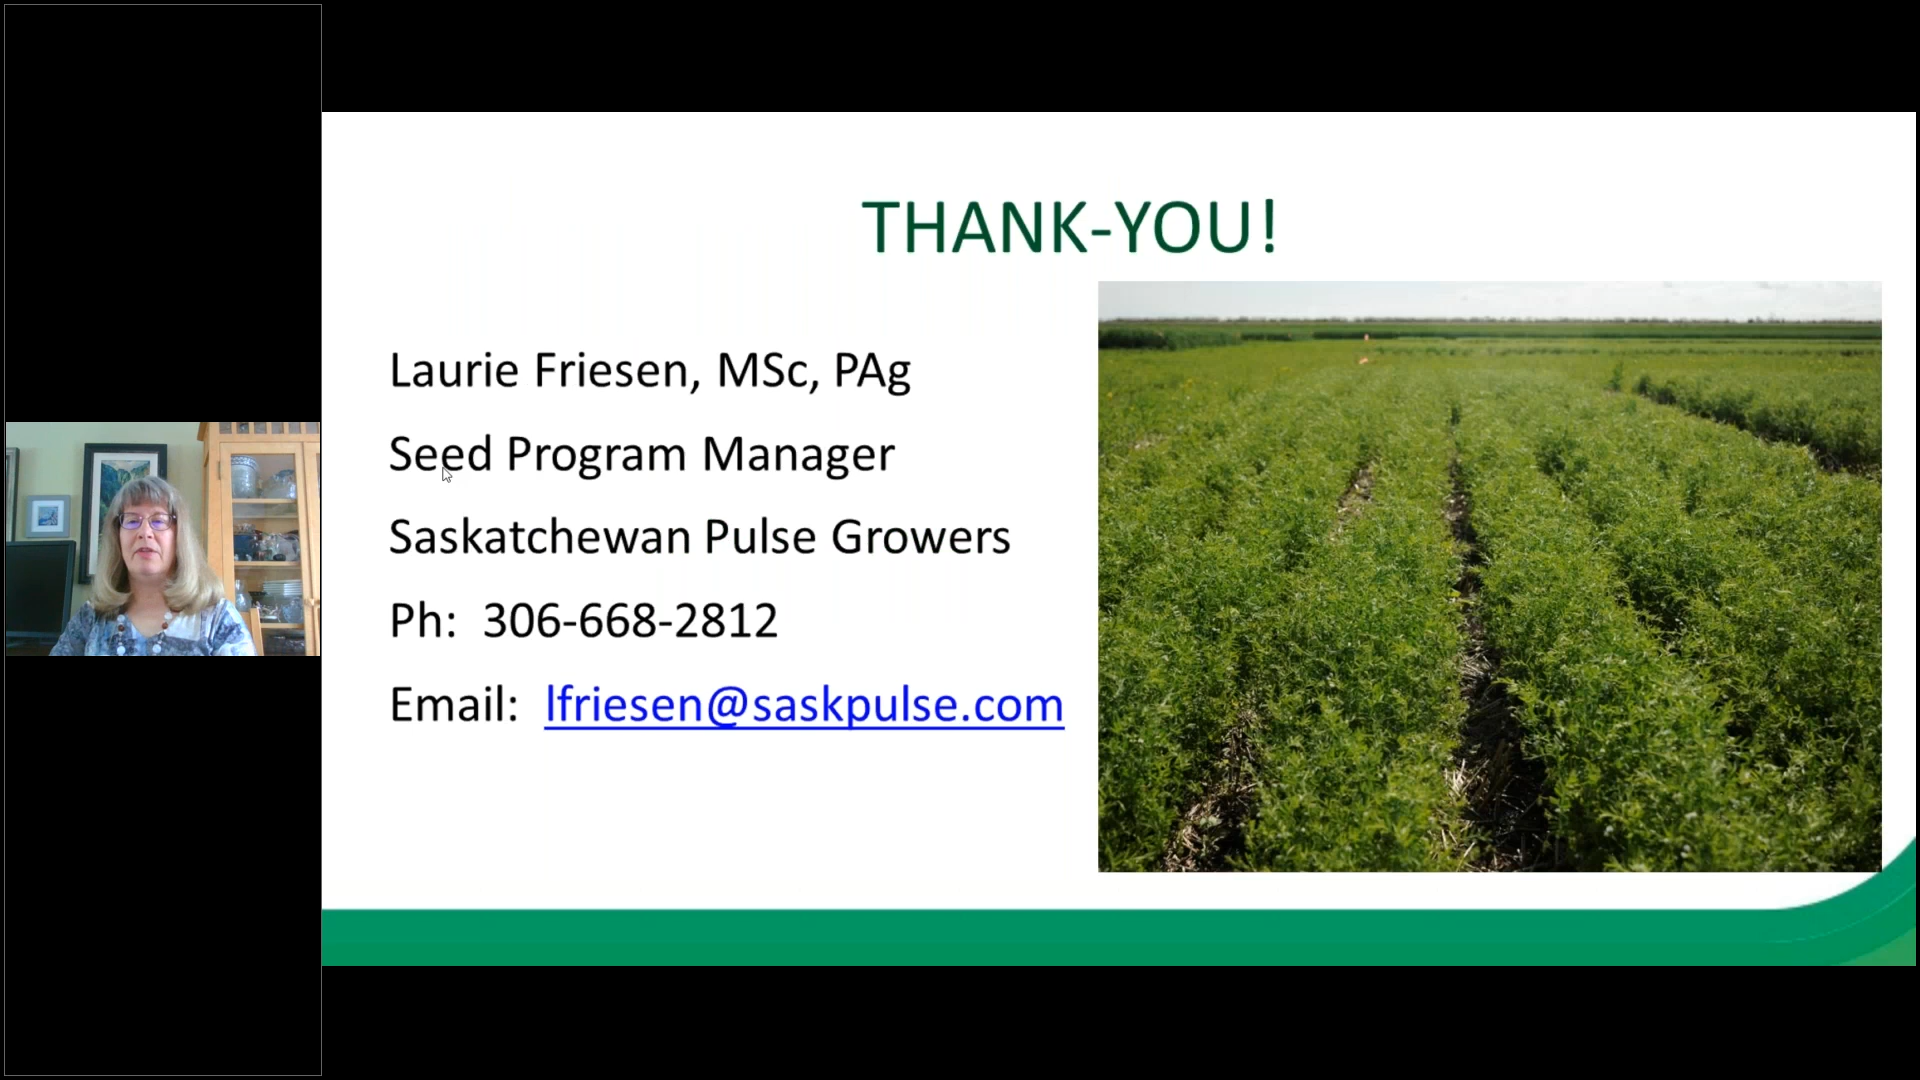 THANK-YOU!
Laurie Friesen, MSc, PAg
Seed Program Manager
Saskatchewan Pulse Growers
Ph: 306-668-2812
Email: lfriesen@saskpulse.com